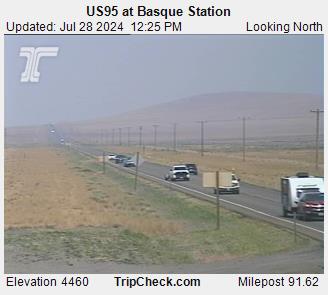 US95 at Basque Station
Updated: Jul 28 2024 12:25 PM Looking North
Elevation 4460 TripCheck.com Milepost 91.62